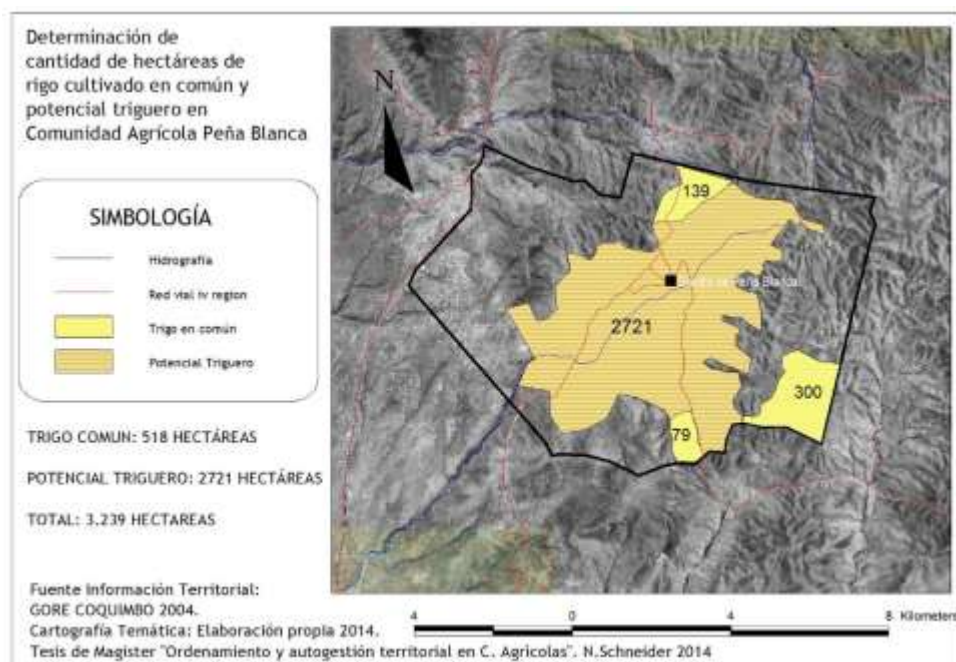 Determinación de
cantidad de hectáreas de
rigo cultivado en común y
potencial triguero en
Comunidad Agrícola Peña Blanca
SIMBOLOGÍA
Hidrografía
Red vial iv region
Trigo en común
Potencial Triguero
TRIGO COMUN: 518 HECTÁREAS
POTENCIAL TRIGUERO: 2721 HECTÁREAS
TOTAL: 3.239 HECTAREAS
Fuente Información Territorial:
GORE COQUIMBO 2004.
Cartografía Temática: Elaboración propia 2014.
Tesis de Magister "Ordenamiento y autogestión territorial en C. Agricolas". N.Schneider 2014
N
139
Peña Blanca
2721
300
79
4 0 4 8 Kilometers